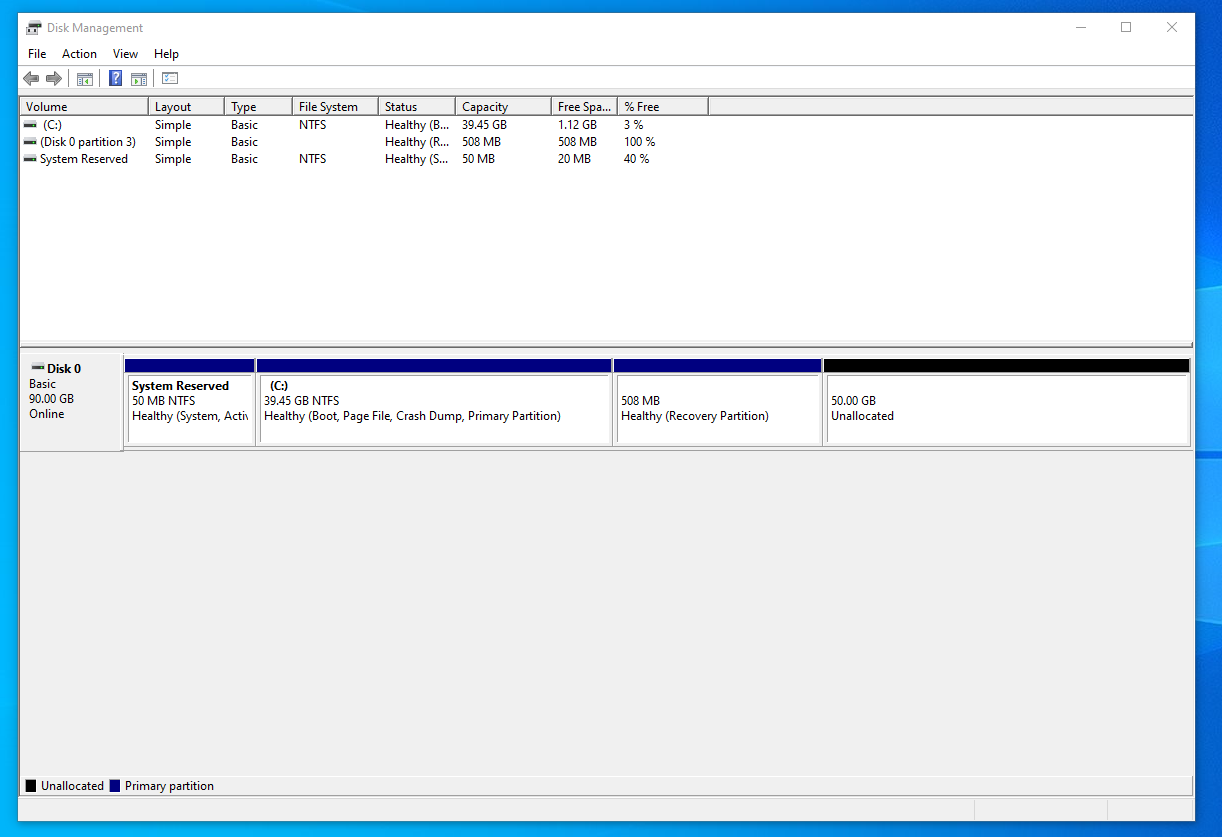 Disk Management
File Action View Help
Volume Layout Type File System Status Capacity Free Spa... % Free
(C:) Simple Basic NTFS Healthy (B... 39.45 GB 1.12 GB 3 %
(Disk 0 partition 3) Simple Basic Healthy (R... 508 MB 508 MB 100 %
System Reserved Simple Basic NTFS Healthy (S... 50 MB 20 MB 40 %
Disk 0
Basic
90.00 GB
Online
System Reserved
50 MB NTFS
Healthy (System, Activ
(C:)
39.45 GB NTFS
Healthy (Boot, Page File, Crash Dump, Primary Partition)
508 MB
Healthy (Recovery Partition)
50.00 GB
Unallocated
Unallocated Primary partition